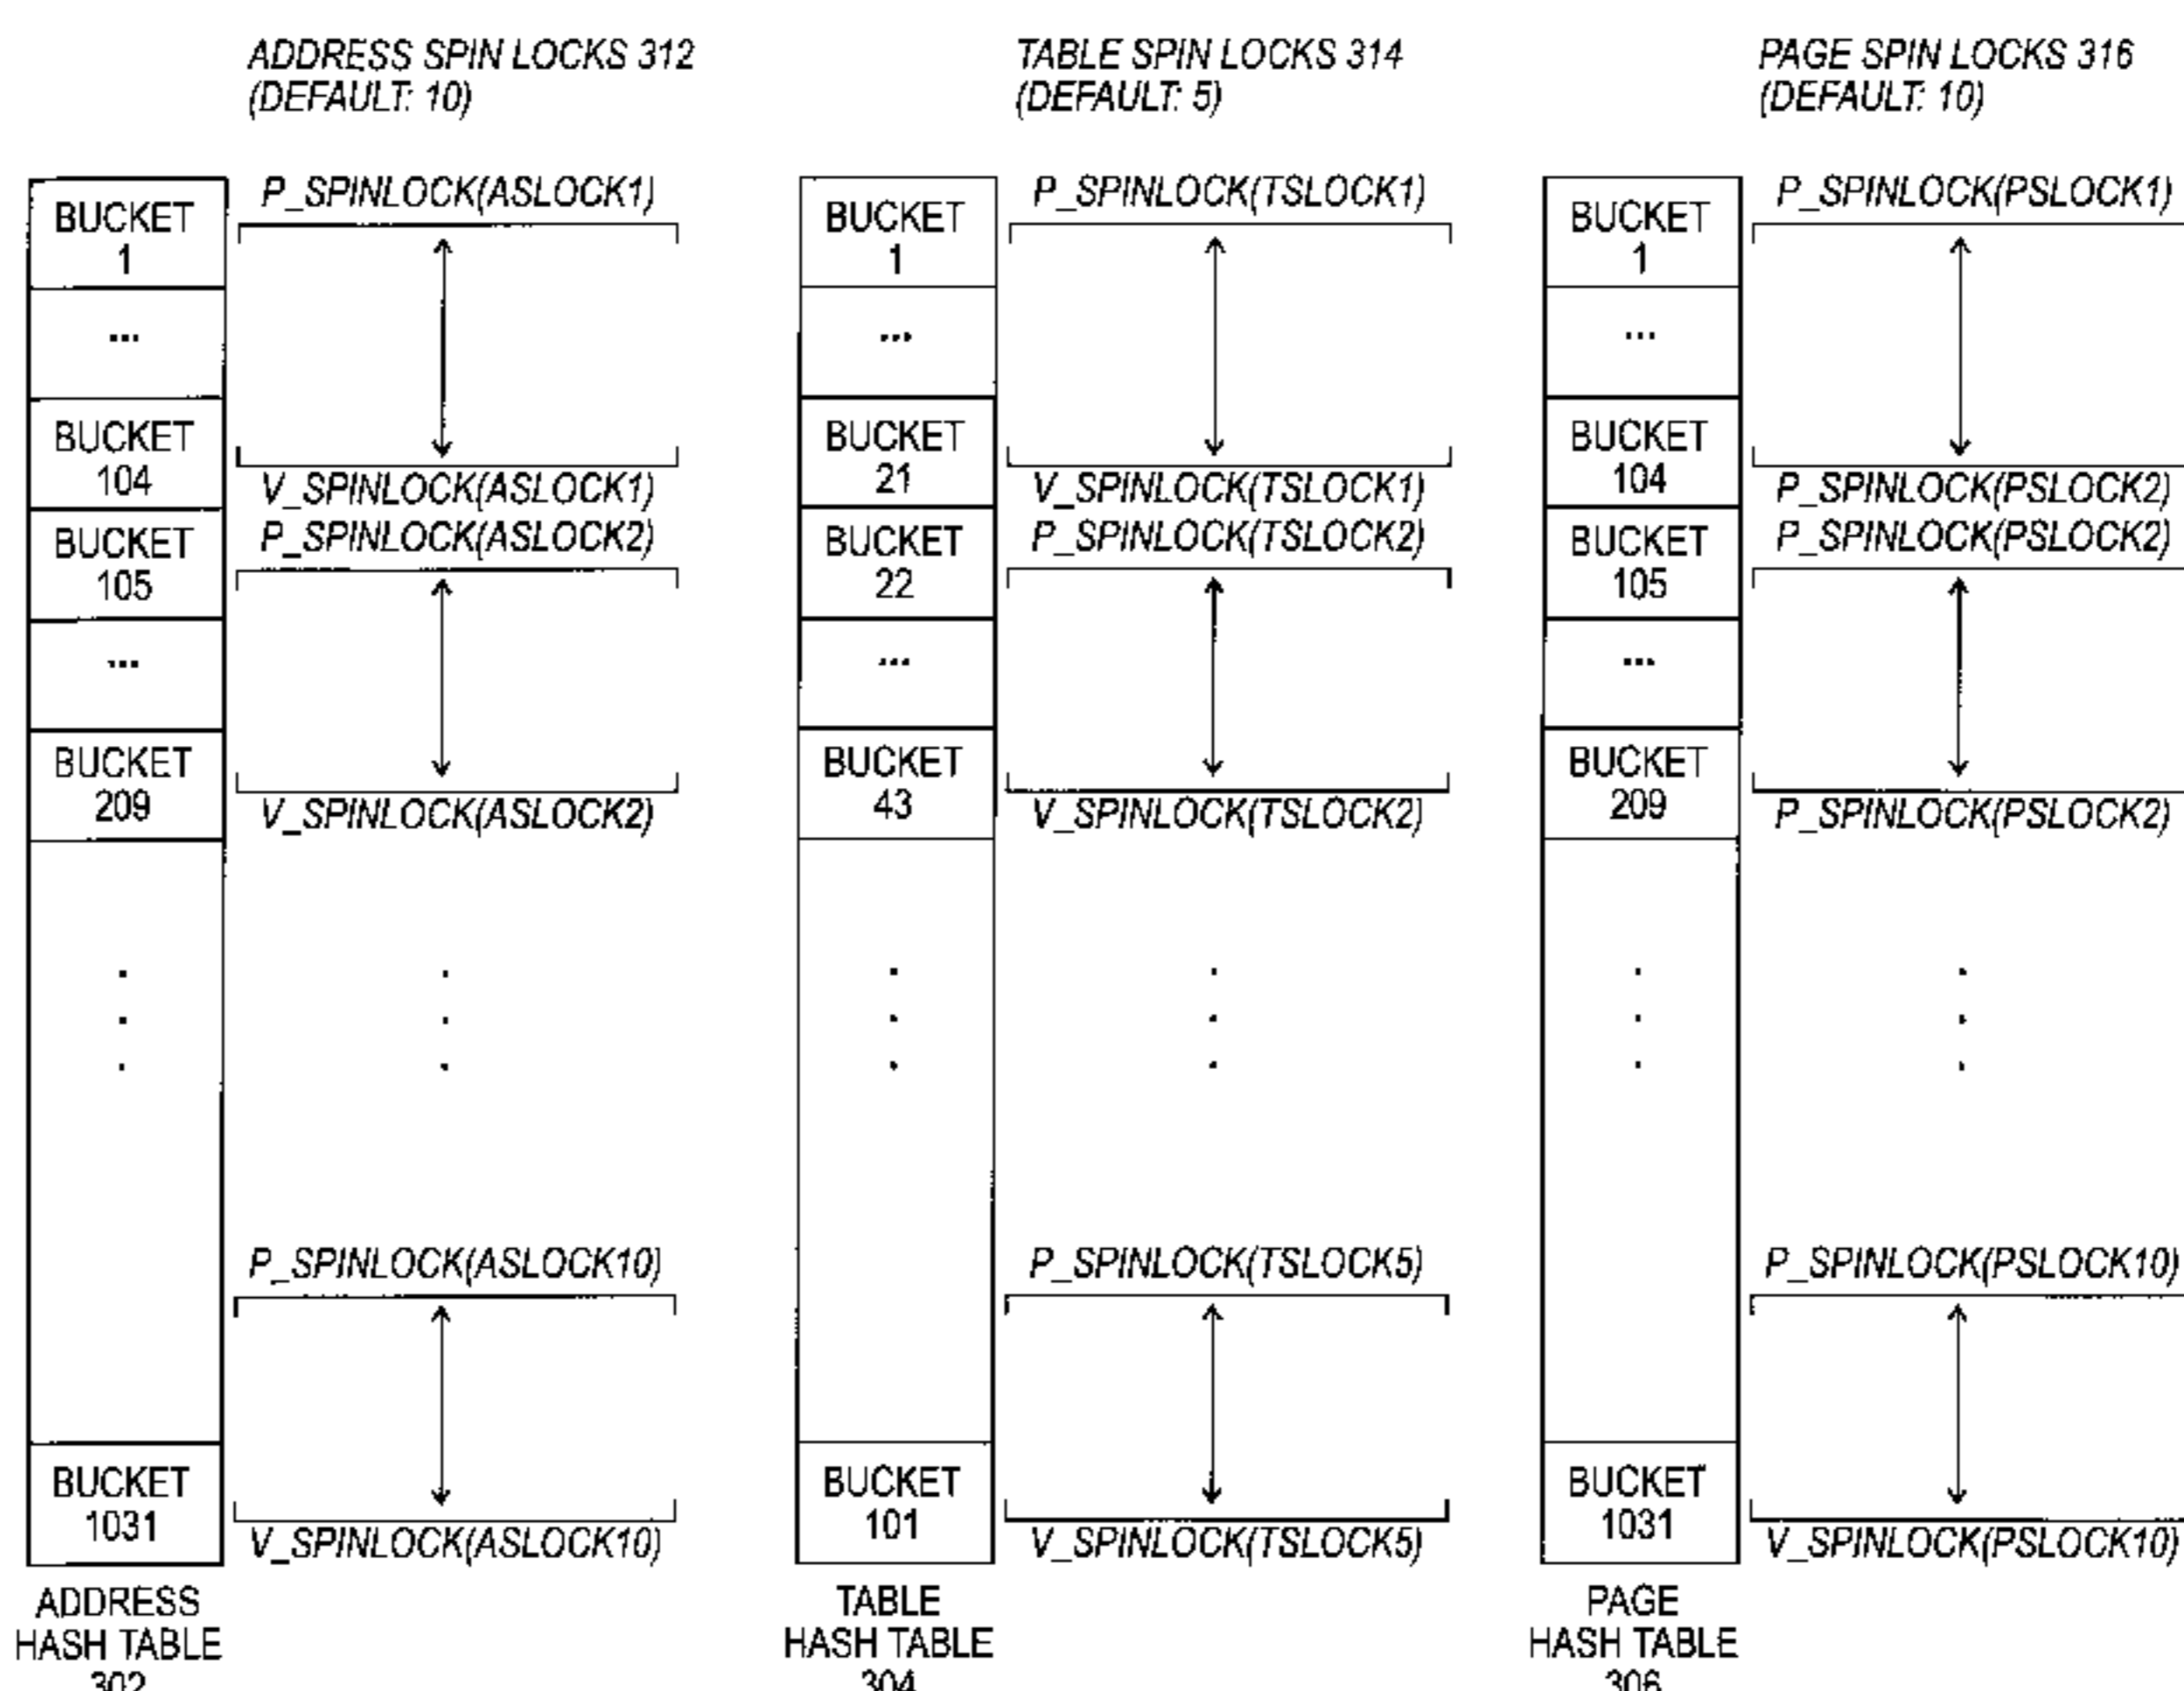 ADDRESS SPIN LOCKS 312
(DEFAULT: 10)
BUCKET
1
...
BUCKET
104
BUCKET
105
...
BUCKET
209
.
.
.
BUCKET
1031
P_SPINLOCK(ASLOCK1)
V_SPINLOCK(ASLOCK1)
P_SPINLOCK(ASLOCK2)
V_SPINLOCK(ASLOCK2)
.
.
.
P_SPINLOCK(ASLOCK10)
V_SPINLOCK(ASLOCK10)
ADDRESS
HASH TABLE
302
TABLE SPIN LOCKS 314
(DEFAULT: 5)
BUCKET
1
...
BUCKET
21
BUCKET
22
...
BUCKET
43
.
.
.
BUCKET
101
P_SPINLOCK(TSLOCK1)
V_SPINLOCK(TSLOCK1)
P_SPINLOCK(TSLOCK2)
V_SPINLOCK(TSLOCK2)
.
.
.
P_SPINLOCK(TSLOCK5)
V_SPINLOCK(TSLOCK5)
TABLE
HASH TABLE
304
PAGE SPIN LOCKS 316
(DEFAULT: 10)
BUCKET
1
...
BUCKET
104
BUCKET
105
...
BUCKET
209
.
.
.
BUCKET
1031
P_SPINLOCK(PSLOCK1)
P_SPINLOCK(PSLOCK2)
P_SPINLOCK(PSLOCK2)
P_SPINLOCK(PSLOCK2)
.
.
.
P_SPINLOCK(PSLOCK10)
V_SPINLOCK(PSLOCK10)
PAGE
HASH TABLE
306